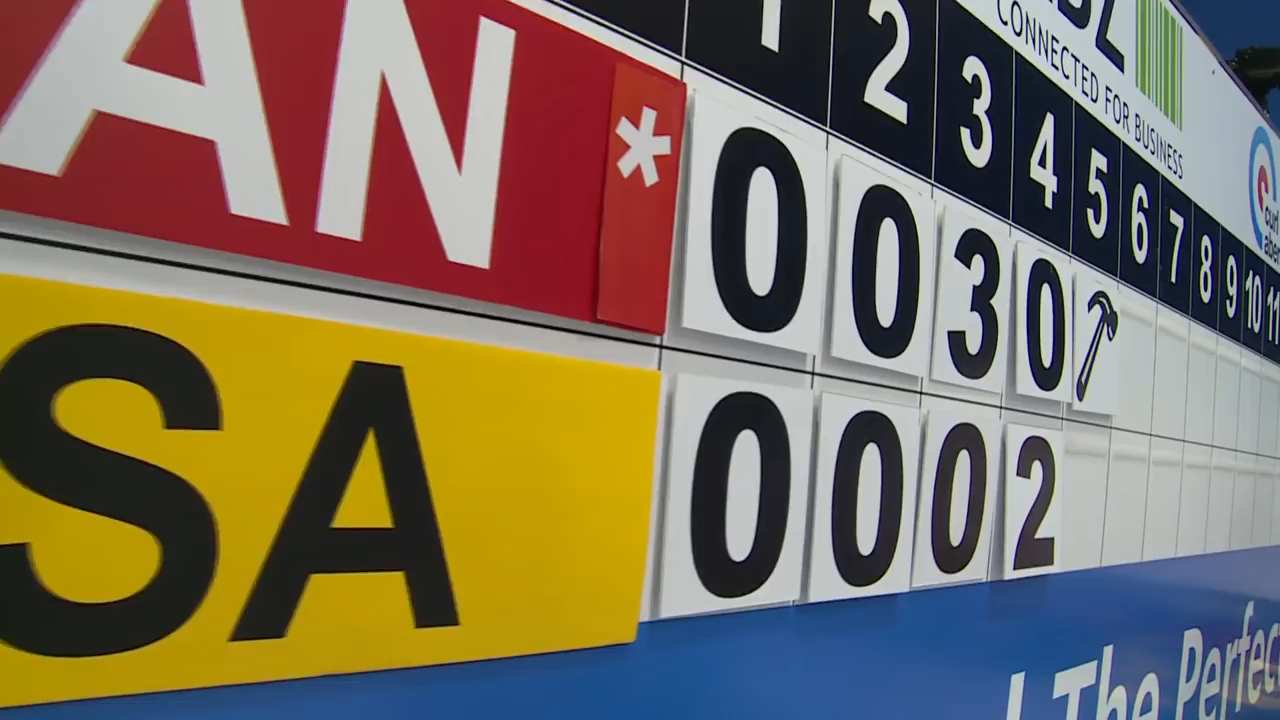 CONNECTED FOR BUSINESS
1 2 3 4 5 6 7 8 9 10 11
AN * 0 0 3 0
SA 0 0 0 2
The Perfec